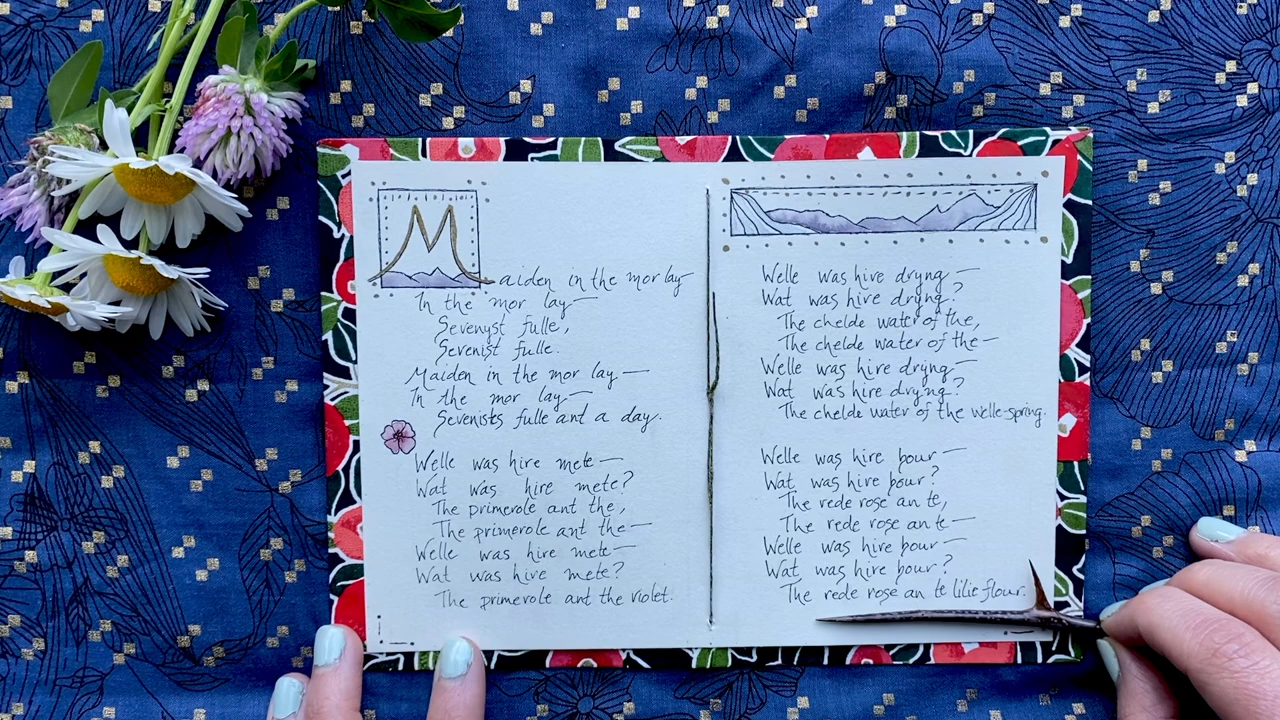 Maiden in the mor lay
In the mor lay—
Sevenyst fulle,
Sevenist fulle.
Maiden in the mor lay—
In the mor lay—
Sevenists fulle ant a day.
Welle was hire mete—
Wat was hire mete?
The primerole ant the,
The primerole ant the—
Welle was hire mete—
Wat was hire mete?
The primerole ant the violet.
Welle was hire dryng—
Wat was hire dryng?
The chelde water of the,
The chelde water of the—
Welle was hire dryng—
Wat was hire dryng?
The chelde water of the welle-spring.
Welle was hire bour—
Wat was hire bour?
The rede rose an te,
The rede rose an te—
Welle was hire bour—
Wat was hire bour?
The rede rose an te lilie flour.